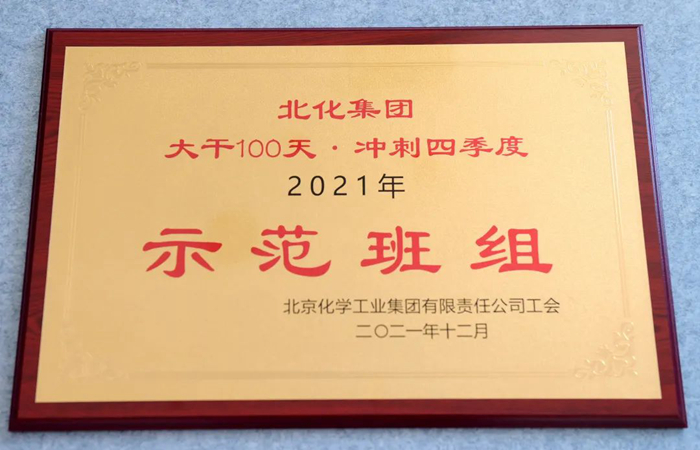 北化集团
大干100天·冲刺四季度
2021年
示范班组
北京化学工业集团有限责任公司工会
二〇二一年十二月